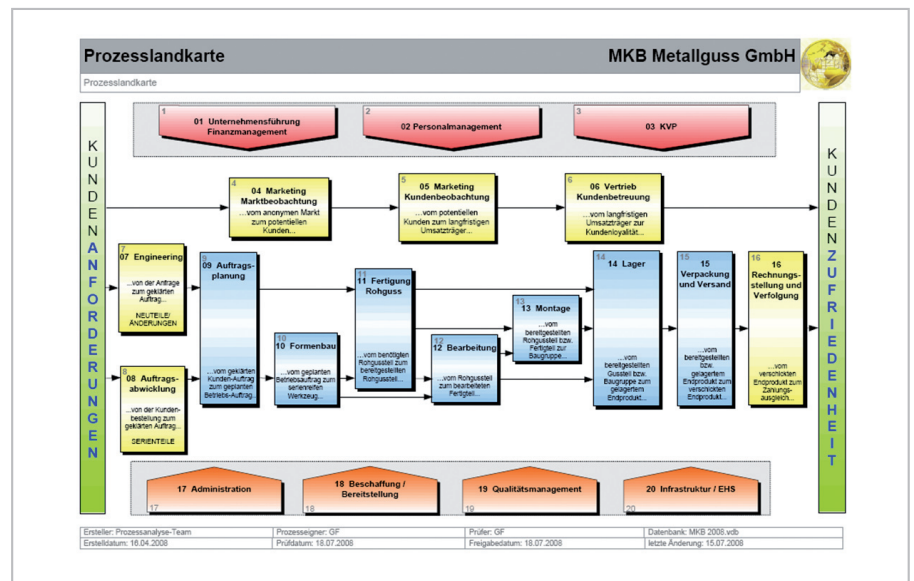 Prozesslandkarte
MKB Metallguss GmbH
Prozesslandkarte
KUNDENANFORDERUNGEN
1
01 Unternehmensführung
Finanzmanagement
2
02 Personalmanagement
3
03 KVP
4
04 Marketing
Marktbeobachtung
...vom anonymen Markt
zum potentiellen
Kunden...
5
05 Marketing
Kundenbeobachtung
...vom potentiellen
Kunden zum langfristigen
Umsatzträger...
6
06 Vertrieb
Kundenbetreuung
...vom langfristigen
Umsatzträger zur
Kundenloyalität...
7
07 Engineering
...von der Anfrage
zum geklärten
Auftrag...
NEUTEILE/
ÄNDERUNGEN
8
08 Auftrags-
abwicklung
...von der Kunden-
bestellung zum
geklärten Auftrag...
SERIENTEILE
9
09 Auftrags-
planung
...vom geklärten
Kunden-Auftrag
zum geplanten
Betriebs-Auftrag...
10
10 Formenbau
...vom geplanten
Betriebsauftrag zum
serienreifen
Werkzeug...
11
11 Fertigung
Rohguss
...vom benötigten
Rohgussteil zum
bereitgestellten
Rohgussteil...
12
12 Bearbeitung
...vom Rohgussteil
zum bearbeiteten
Fertigteil...
13
13 Montage
...vom
bereitgestellten
Rohgussteil bzw.
Fertigteil zur
Baugruppe...
14
14 Lager
...vom
bereitgestellten
Gussteil bzw.
Baugruppe zum
gelagertem
Endprodukt...
15
15
Verpackung
und Versand
...vom
bereitgestellten
bzw.
gelagertem
Endprodukt zum
verschickten
Endprodukt...
16
16
Rechnungs-
stellung und
Verfolgung
...vom
verschickten
Endprodukt zum
Zahlungs-
ausgleich...
KUNDENZUFRIEDENHEIT
17 Administration
17
18 Beschaffung /
Bereitstellung
18
19 Qualitätsmanagement
19
20 Infrastruktur / EHS
20
Ersteller: Prozessanalyse-Team
Prozesseigner: GF
Prüfer: GF
Datenbank: MKB 2008.vdb
Erstelldatum: 16.04.2008
Prüfdatum: 18.07.2008
Freigabedatum: 18.07.2008
letzte Änderung: 15.07.2008